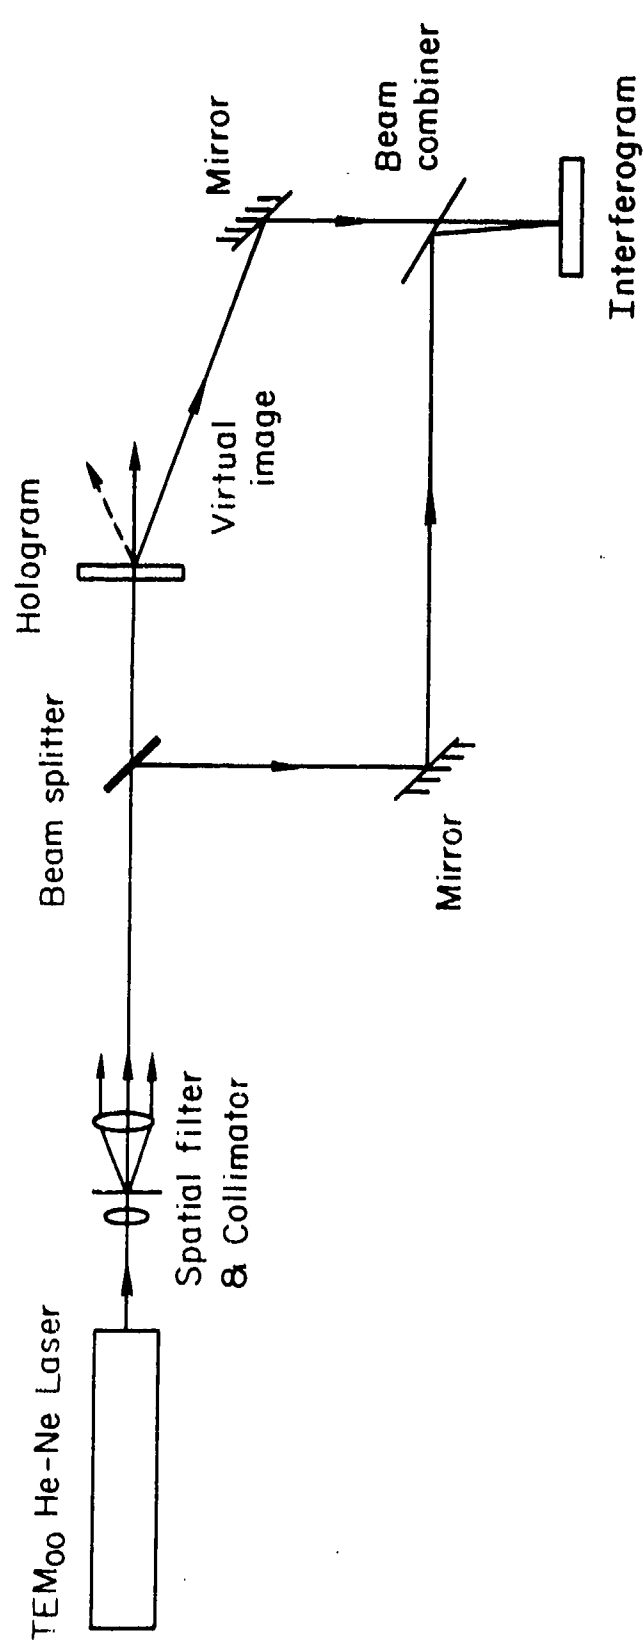 TEM₀₀ He-Ne Laser
Spatial filter
& Collimator
Beam splitter
Mirror
Hologram
Virtual
image
Mirror
Beam
combiner
Interferogram